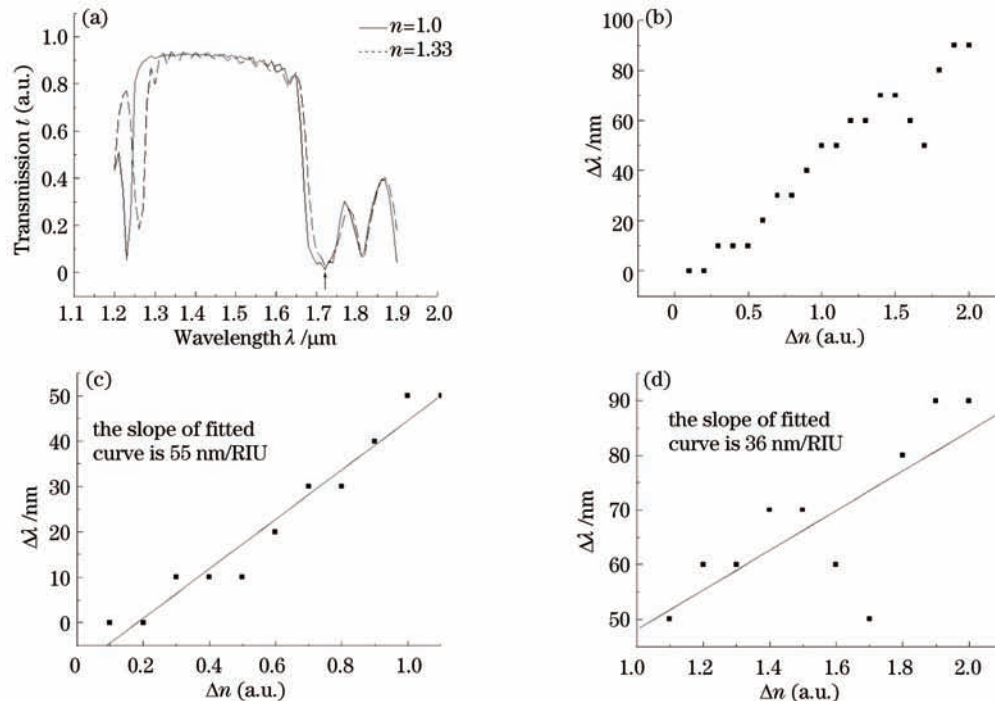 (a)
n=1.0
n=1.33
1.0
0.8
0.6
0.4
0.2
0
Transmission t (a.u.)
1.1 1.2 1.3 1.4 1.5 1.6 1.7 1.8 1.9 2.0
Wavelength λ /μm
(b)
100
80
60
40
20
0
Δλ /nm
0 0.5 1.0 1.5 2.0
Δn (a.u.)
(c)
the slope of fitted
curve is 55 nm/RIU
50
40
30
20
10
0
Δλ /nm
0 0.2 0.4 0.6 0.8 1.0
Δn (a.u.)
(d)
the slope of fitted
curve is 36 nm/RIU
90
80
70
60
50
Δλ /nm
1.0 1.2 1.4 1.6 1.8 2.0
Δn (a.u.)